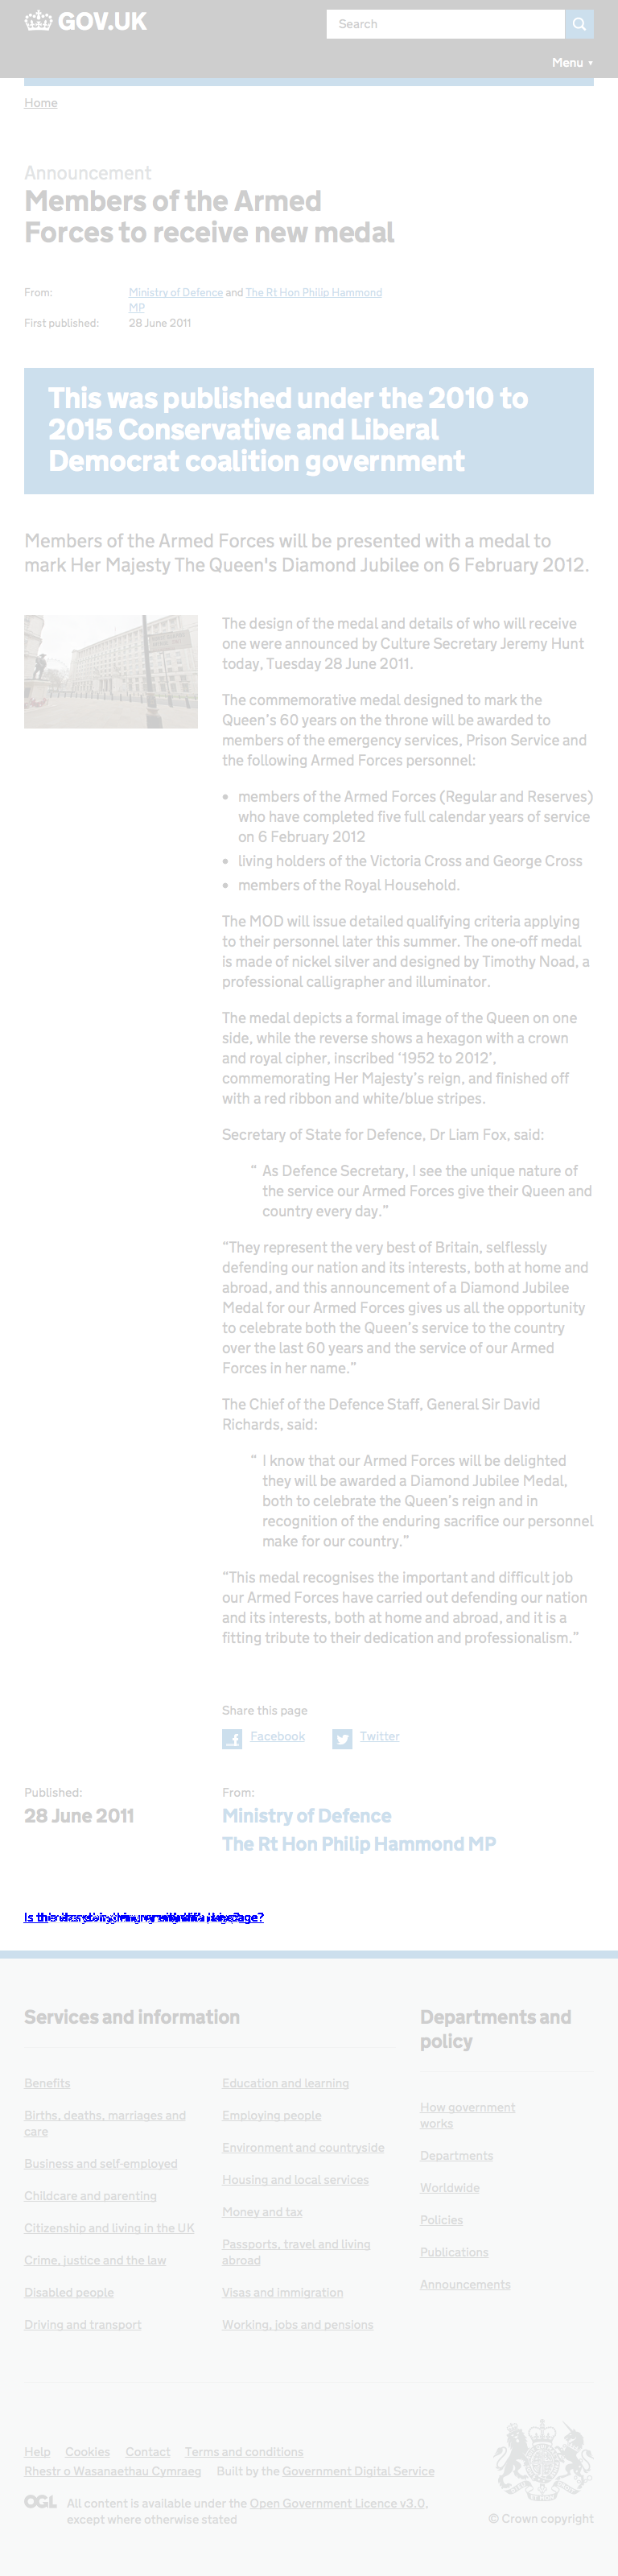 GOV.UK
Search
Menu ▼
Home
Announcement
Members of the Armed
Forces to receive new medal
From: Ministry of Defence and The Rt Hon Philip Hammond
MP
First published: 28 June 2011
This was published under the 2010 to
2015 Conservative and Liberal
Democrat coalition government
Members of the Armed Forces will be presented with a medal to
mark Her Majesty The Queen's Diamond Jubilee on 6 February 2012.
The design of the medal and details of who will receive
one were announced by Culture Secretary Jeremy Hunt
today, Tuesday 28 June 2011.
The commemorative medal designed to mark the
Queen’s 60 years on the throne will be awarded to
members of the emergency services, Prison Service and
the following Armed Forces personnel:
• members of the Armed Forces (Regular and Reserves)
who have completed five full calendar years of service
on 6 February 2012
• living holders of the Victoria Cross and George Cross
• members of the Royal Household.
The MOD will issue detailed qualifying criteria applying
to their personnel later this summer. The one-off medal
is made of nickel silver and designed by Timothy Noad, a
professional calligrapher and illuminator.
The medal depicts a formal image of the Queen on one
side, while the reverse shows a hexagon with a crown
and royal cipher, inscribed ‘1952 to 2012’,
commemorating Her Majesty’s reign, and finished off
with a red ribbon and white/blue stripes.
Secretary of State for Defence, Dr Liam Fox, said:
“ As Defence Secretary, I see the unique nature of
the service our Armed Forces give their Queen and
country every day.”
“They represent the very best of Britain, selflessly
defending our nation and its interests, both at home and
abroad, and this announcement of a Diamond Jubilee
Medal for our Armed Forces gives us all the opportunity
to celebrate both the Queen’s service to the country
over the last 60 years and the service of our Armed
Forces in her name.”
The Chief of the Defence Staff, General Sir David
Richards, said:
“ I know that our Armed Forces will be delighted
they will be awarded a Diamond Jubilee Medal,
both to celebrate the Queen’s reign and in
recognition of the enduring sacrifice our personnel
make for our country.”
“This medal recognises the important and difficult job
our Armed Forces have carried out defending our nation
and its interests, both at home and abroad, and it is a
fitting tribute to their dedication and professionalism.”
Share this page
Facebook Twitter
Published: From:
28 June 2011 Ministry of Defence
The Rt Hon Philip Hammond MP
Services and information
Benefits
Births, deaths, marriages and
care
Business and self-employed
Childcare and parenting
Citizenship and living in the UK
Crime, justice and the law
Disabled people
Driving and transport
Education and learning
Employing people
Environment and countryside
Housing and local services
Money and tax
Passports, travel and living
abroad
Visas and immigration
Working, jobs and pensions
Departments and
policy
How government
works
Departments
Worldwide
Policies
Publications
Announcements
Help Cookies Contact Terms and conditions
Rhestr o Wasanaethau Cymraeg Built by the Government Digital Service
OGL All content is available under the Open Government Licence v3.0,
except where otherwise stated
© Crown copyright